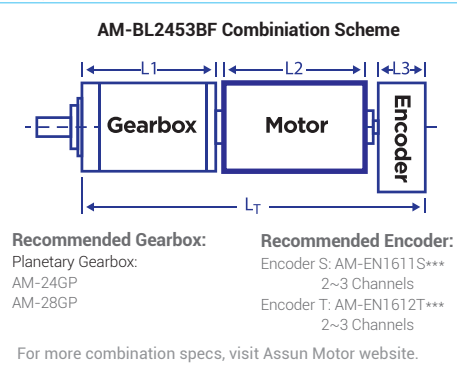 AM-BL2453BF Combiniation Scheme
L1 L2 L3
Gearbox Motor Encoder
LT
Recommended Gearbox:
Planetary Gearbox:
AM-24GP
AM-28GP
Recommended Encoder:
Encoder S: AM-EN1611S***
2~3 Channels
Encoder T: AM-EN1612T***
2~3 Channels
For more combination specs, visit Assun Motor website.